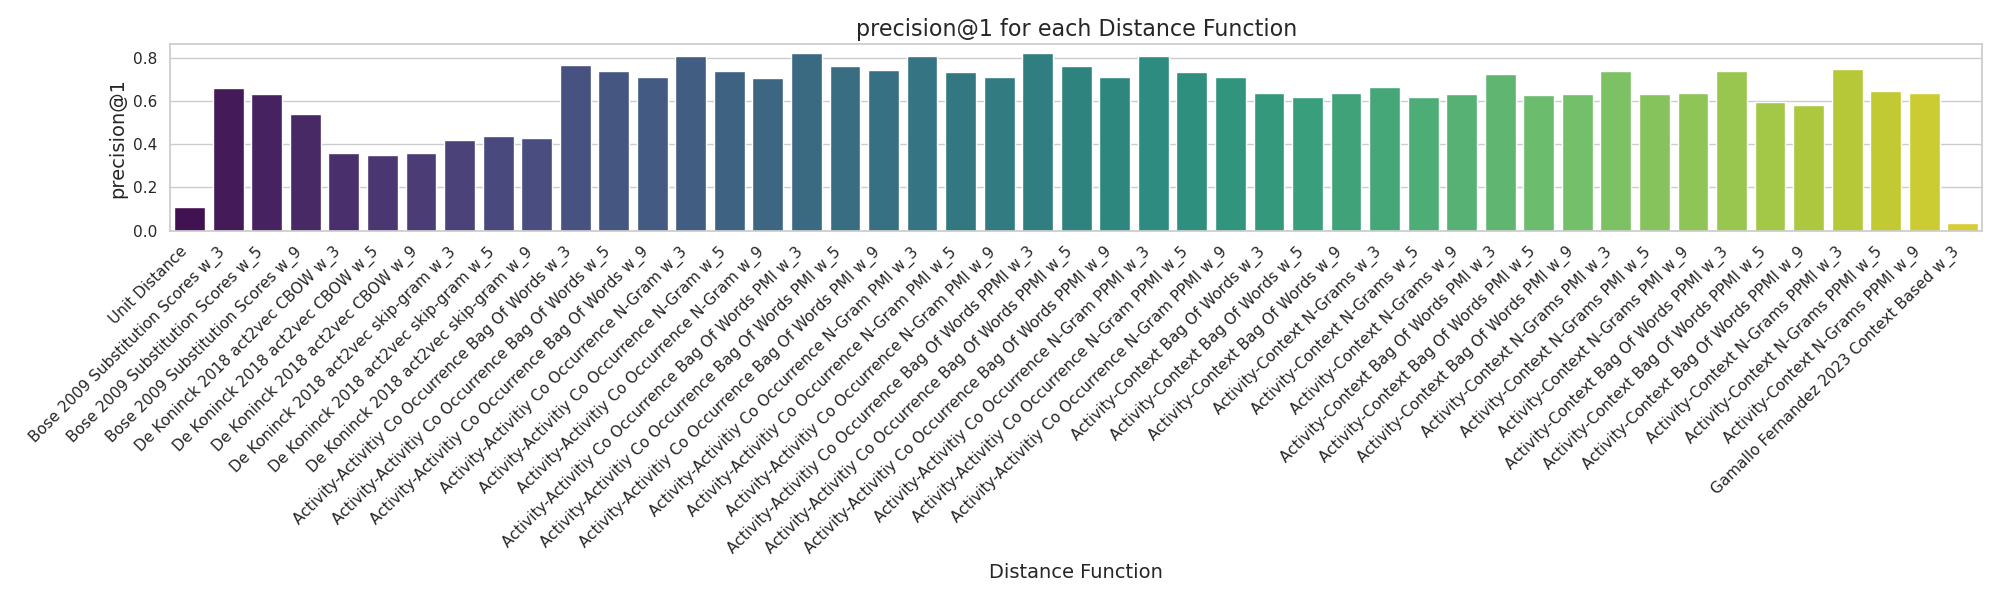 precision@1 for each Distance Function
precision@1
0.8
0.6
0.4
0.2
0.0
Unit Distance
Bose 2009 Substitution Scores w_3
Bose 2009 Substitution Scores w_5
Bose 2009 Substitution Scores w_9
De Koninck 2018 act2vec CBOW w_3
De Koninck 2018 act2vec CBOW w_5
De Koninck 2018 act2vec CBOW w_9
De Koninck 2018 act2vec skip-gram w_3
De Koninck 2018 act2vec skip-gram w_5
De Koninck 2018 act2vec skip-gram w_9
Activity-Activitiy Co Occurrence Bag Of Words w_3
Activity-Activitiy Co Occurrence Bag Of Words w_5
Activity-Activitiy Co Occurrence Bag Of Words w_9
Activity-Activitiy Co Occurrence N-Gram w_3
Activity-Activitiy Co Occurrence N-Gram w_5
Activity-Activitiy Co Occurrence N-Gram w_9
Activity-Activitiy Co Occurrence Bag Of Words PMI w_3
Activity-Activitiy Co Occurrence Bag Of Words PMI w_5
Activity-Activitiy Co Occurrence Bag Of Words PMI w_9
Activity-Activitiy Co Occurrence N-Gram PMI w_3
Activity-Activitiy Co Occurrence N-Gram PMI w_5
Activity-Activitiy Co Occurrence N-Gram PMI w_9
Activity-Activitiy Co Occurrence Bag Of Words PPMI w_3
Activity-Activitiy Co Occurrence Bag Of Words PPMI w_5
Activity-Activitiy Co Occurrence Bag Of Words PPMI w_9
Activity-Activitiy Co Occurrence N-Gram PPMI w_3
Activity-Activitiy Co Occurrence N-Gram PPMI w_5
Activity-Activitiy Co Occurrence N-Gram PPMI w_9
Activity-Context Bag Of Words w_3
Activity-Context Bag Of Words w_5
Activity-Context Bag Of Words w_9
Activity-Context N-Grams w_3
Activity-Context N-Grams w_5
Activity-Context N-Grams w_9
Activity-Context Bag Of Words PMI w_3
Activity-Context Bag Of Words PMI w_5
Activity-Context Bag Of Words PMI w_9
Activity-Context N-Grams PMI w_3
Activity-Context N-Grams PMI w_5
Activity-Context N-Grams PMI w_9
Activity-Context Bag Of Words PPMI w_3
Activity-Context Bag Of Words PPMI w_5
Activity-Context Bag Of Words PPMI w_9
Activity-Context N-Grams PPMI w_3
Activity-Context N-Grams PPMI w_5
Activity-Context N-Grams PPMI w_9
Gamallo Fernandez 2023 Context Based w_3
Distance Function